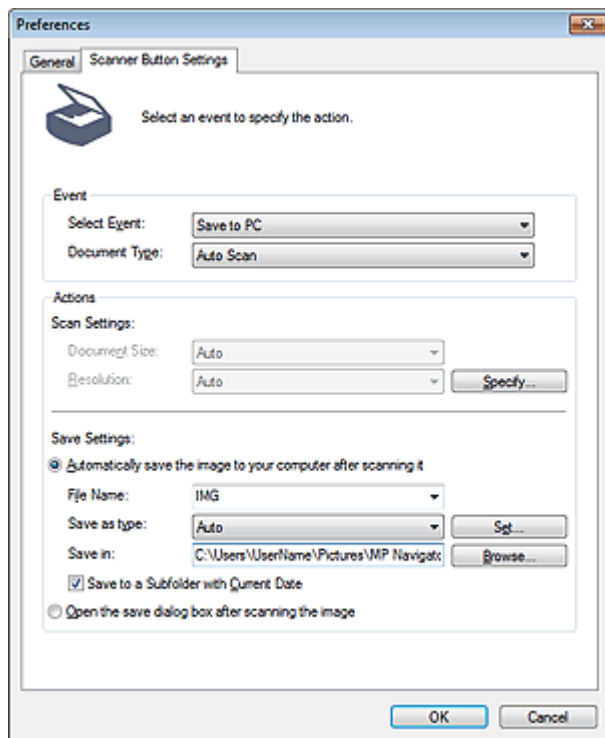 Preferences
General Scanner Button Settings
Select an event to specify the action.
Event
Select Event: Save to PC
Document Type: Auto Scan
Actions
Scan Settings:
Document Size: Auto
Resolution: Auto Specify...
Save Settings:
Automatically save the image to your computer after scanning it
File Name: IMG
Save as type: Auto Set...
Save in: C:\Users\UserName\Pictures\MP Navigato Browse...
Save to a Subfolder with Current Date
Open the save dialog box after scanning the image
OK Cancel